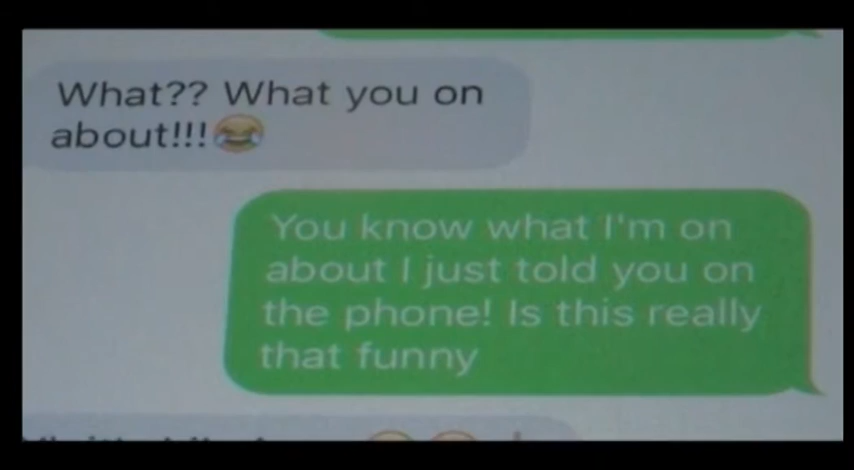 What?? What you on
about!!!😂
You know what I'm on
about I just told you on
the phone! Is this really
that funny